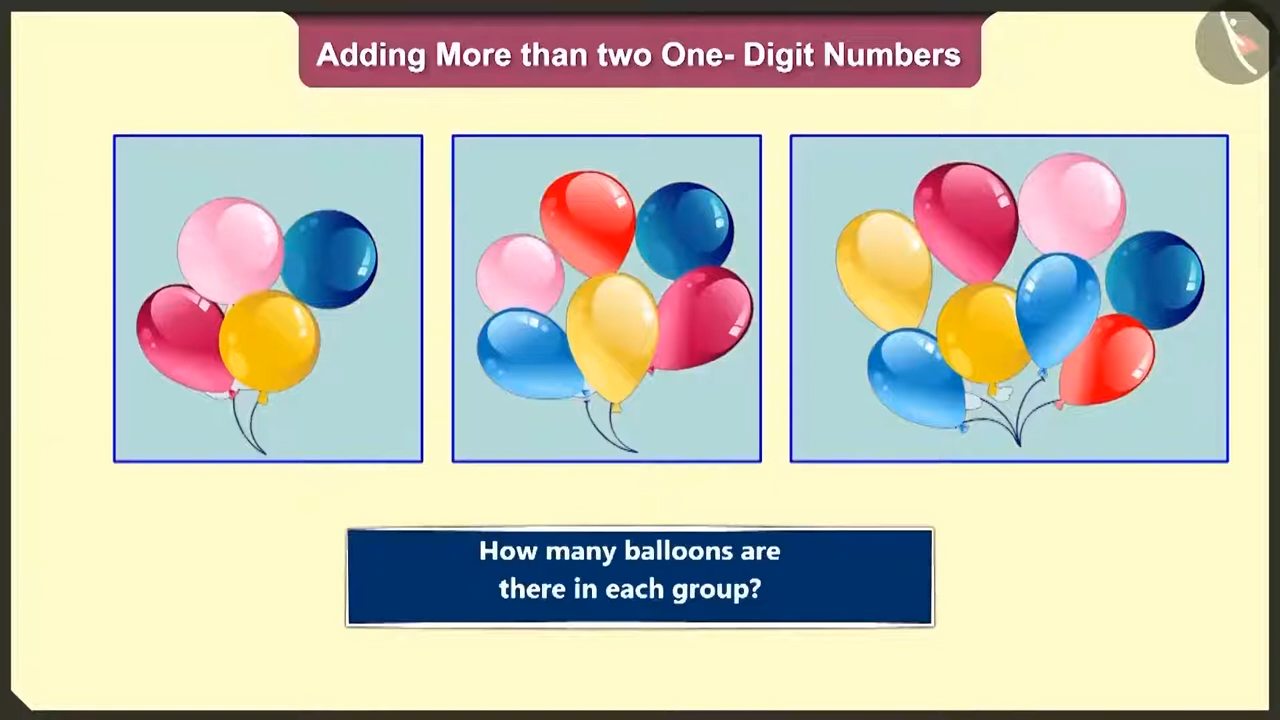 Adding More than two One- Digit Numbers
How many balloons are
there in each group?